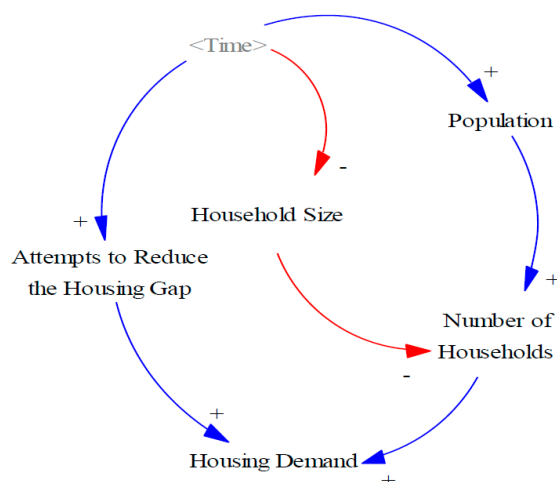 <Time>
+
Population
-
Household Size
+
Attempts to Reduce
the Housing Gap
+
Number of
Households
-
+
Housing Demand
+